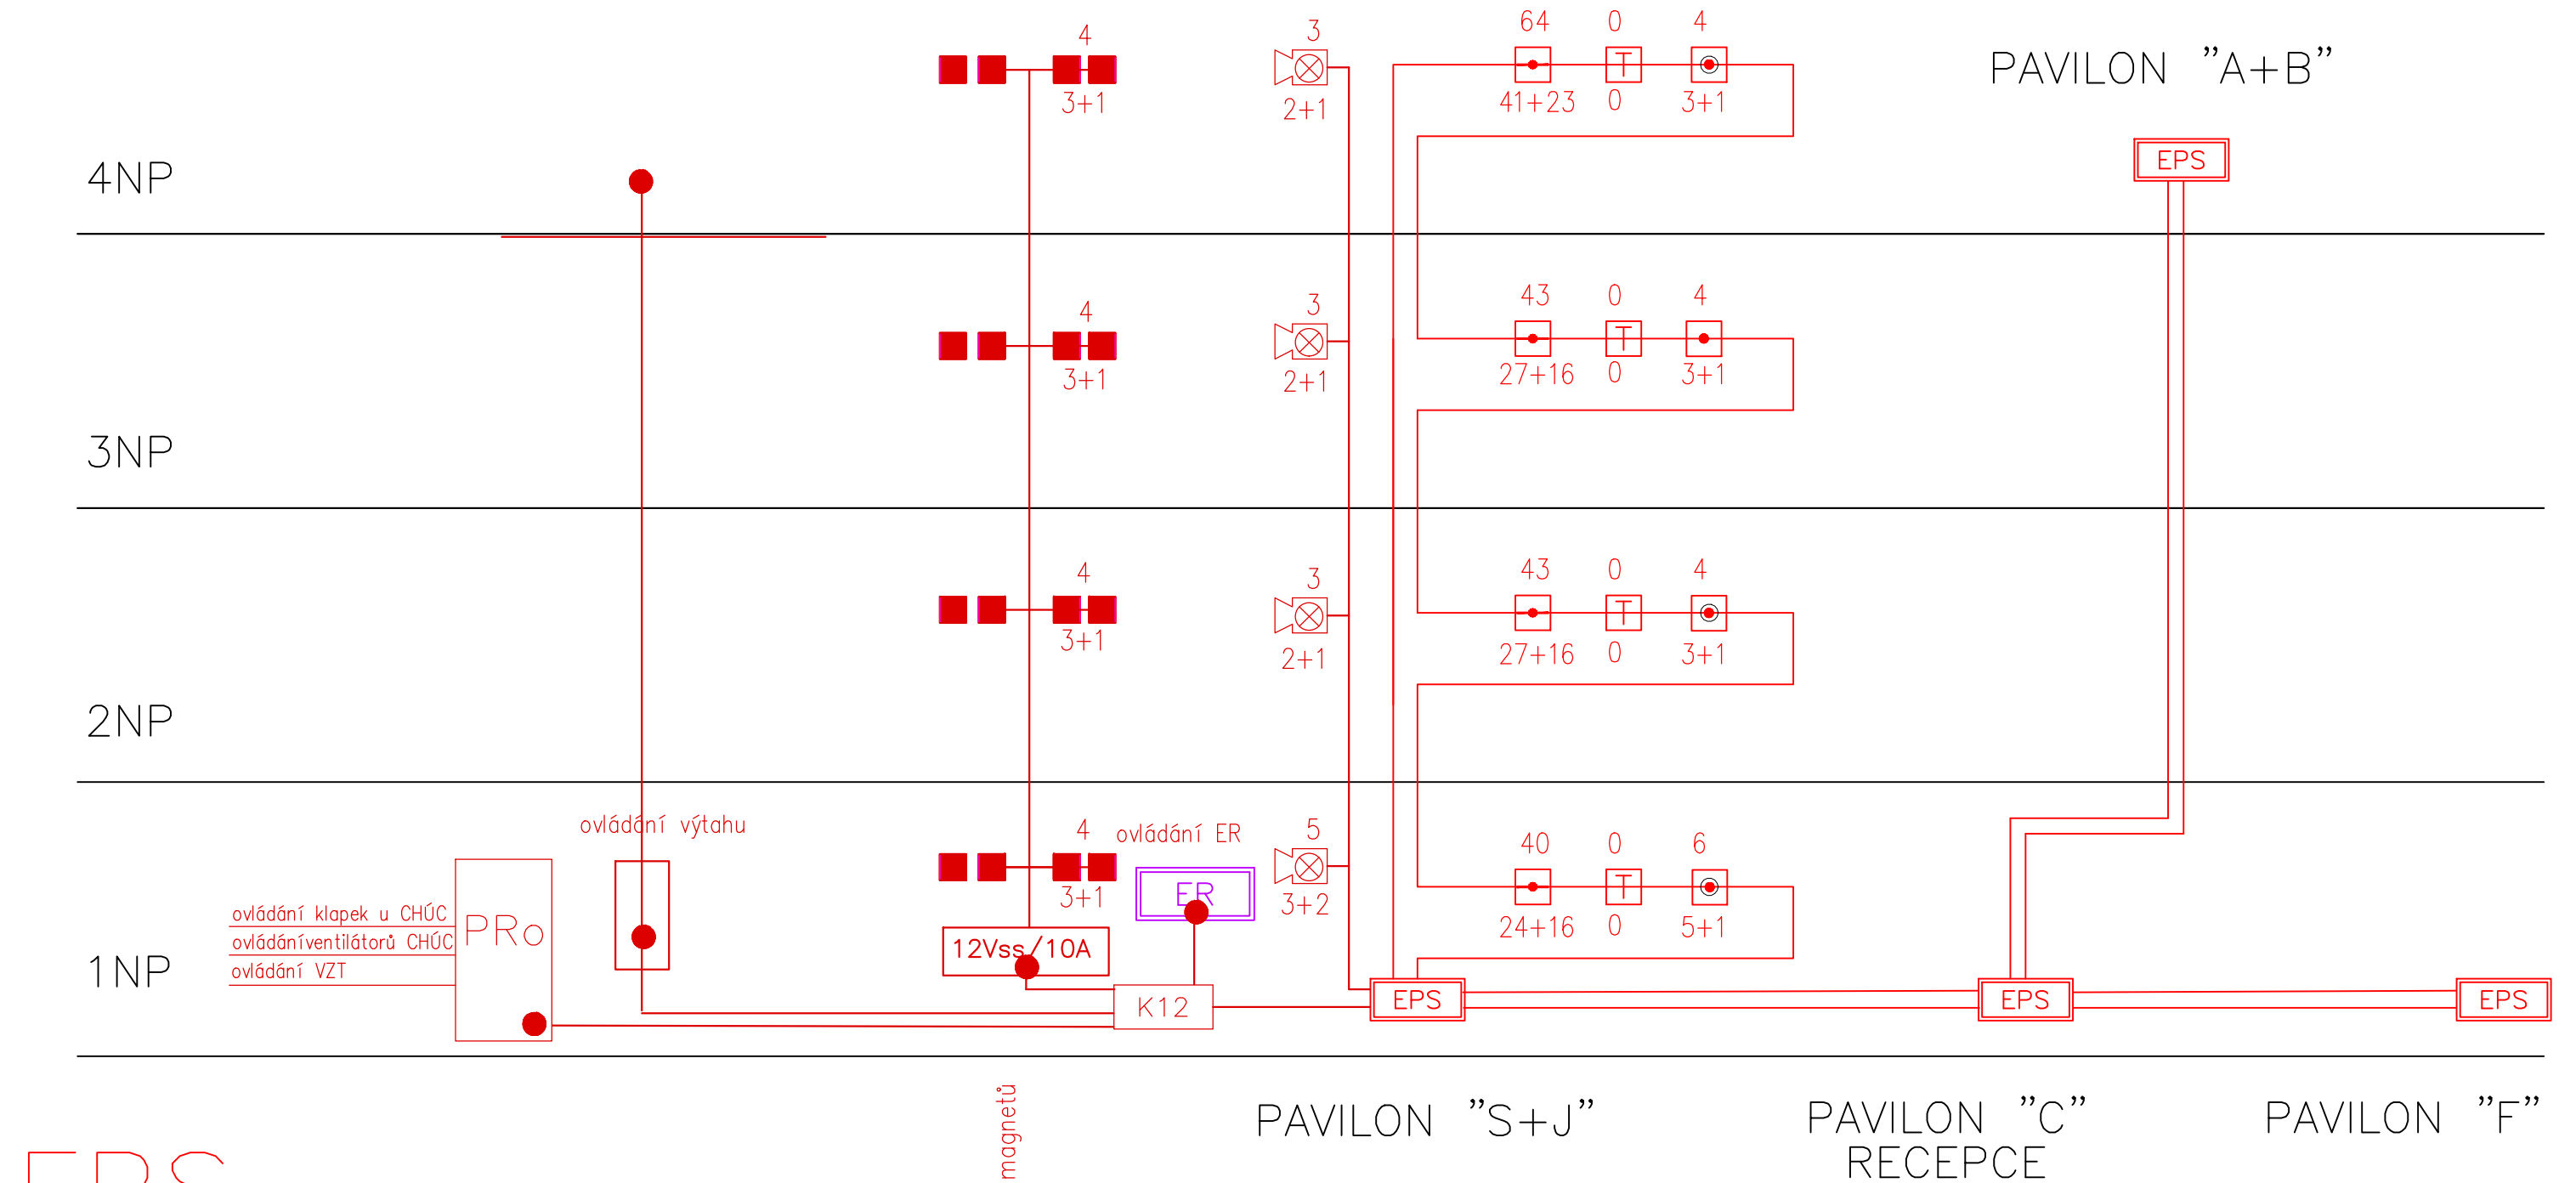 4
3
64 0 4
PAVILON "A+B"
3+1
2+1
41+23 0 3+1
T
EPS
4NP
4
3
43 0 4
T
3+1
2+1
27+16 0 3+1
3NP
4
3
43 0 4
T
3+1
2+1
27+16 0 3+1
2NP
ovládání výtahu
4
ovládání ER
5
40 0 6
T
ER
3+1
3+2
24+16 0 5+1
ovládání klapek u CHÚC
PRo
ovládáníventilátorů CHÚC
12Vss/10A
ovládání VZT
1NP
K12
EPS
EPS
EPS
magnetů
PAVILON "S+J"
PAVILON "C"
RECEPCE
PAVILON "F"
EPS